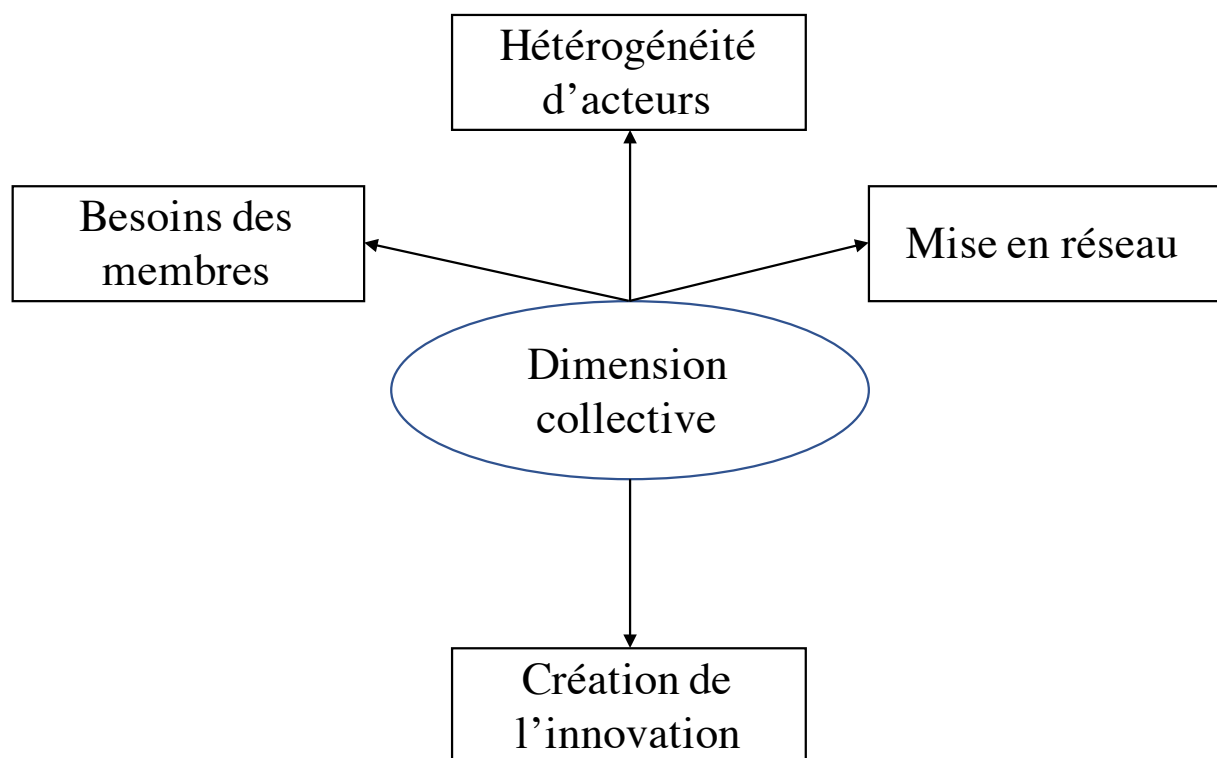 Hétérogénéité
d’acteurs
Besoins des
membres
Mise en réseau
Dimension
collective
Création de
l’innovation